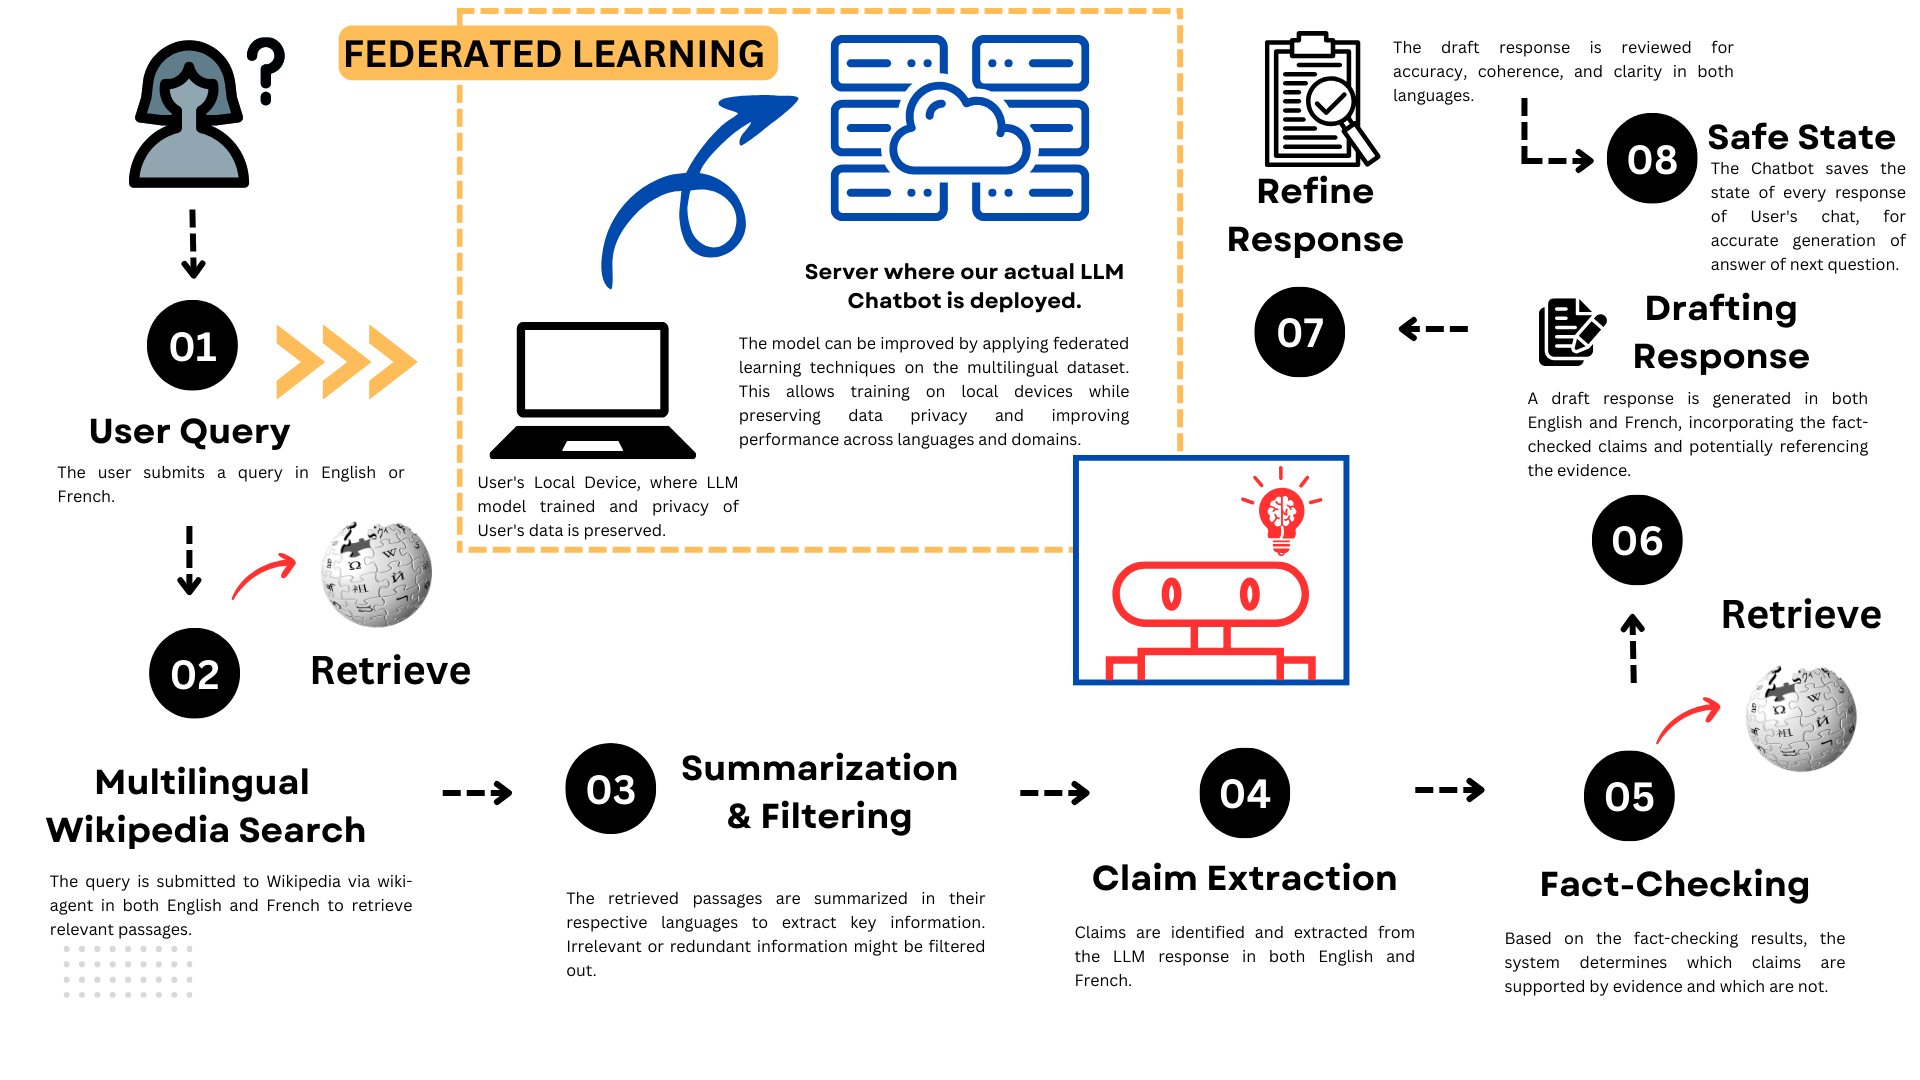 FEDERATED LEARNING
?
01
User Query
The user submits a query in English or
French.
Server where our actual LLM
Chatbot is deployed.
The model can be improved by applying federated
learning techniques on the multilingual dataset.
This allows training on local devices while
preserving data privacy and improving
performance across languages and domains.
User's Local Device, where LLM
model trained and privacy of
User's data is preserved.
02
Retrieve
Multilingual
Wikipedia Search
The query is submitted to Wikipedia via wiki-
agent in both English and French to retrieve
relevant passages.
03
Summarization
& Filtering
The retrieved passages are summarized in their
respective languages to extract key information.
Irrelevant or redundant information might be filtered
out.
04
Claim Extraction
Claims are identified and extracted from
the LLM response in both English and
French.
05
Retrieve
Fact-Checking
Based on the fact-checking results, the
system determines which claims are
supported by evidence and which are not.
06
Drafting
Response
A draft response is generated in both
English and French, incorporating the fact-
checked claims and potentially referencing
the evidence.
07
Refine
Response
The draft response is reviewed for
accuracy, coherence, and clarity in both
languages.
08
Safe State
The Chatbot saves the
state of every response
of User's chat, for
accurate generation of
answer of next question.